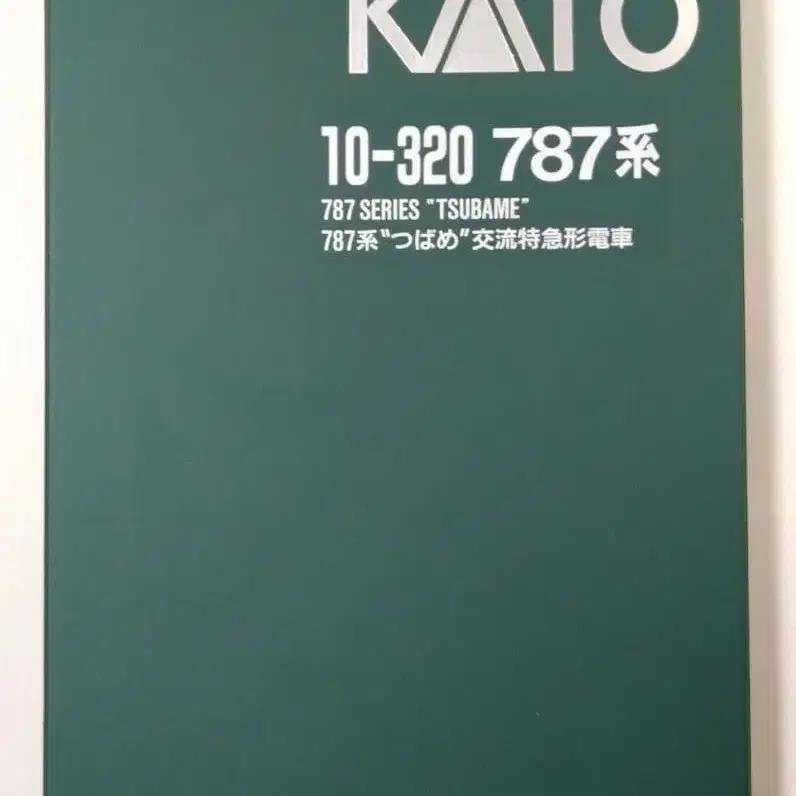 KATO
10-320 787系
787 SERIES "TSUBAME"
787系"つばめ"交流特急形電車